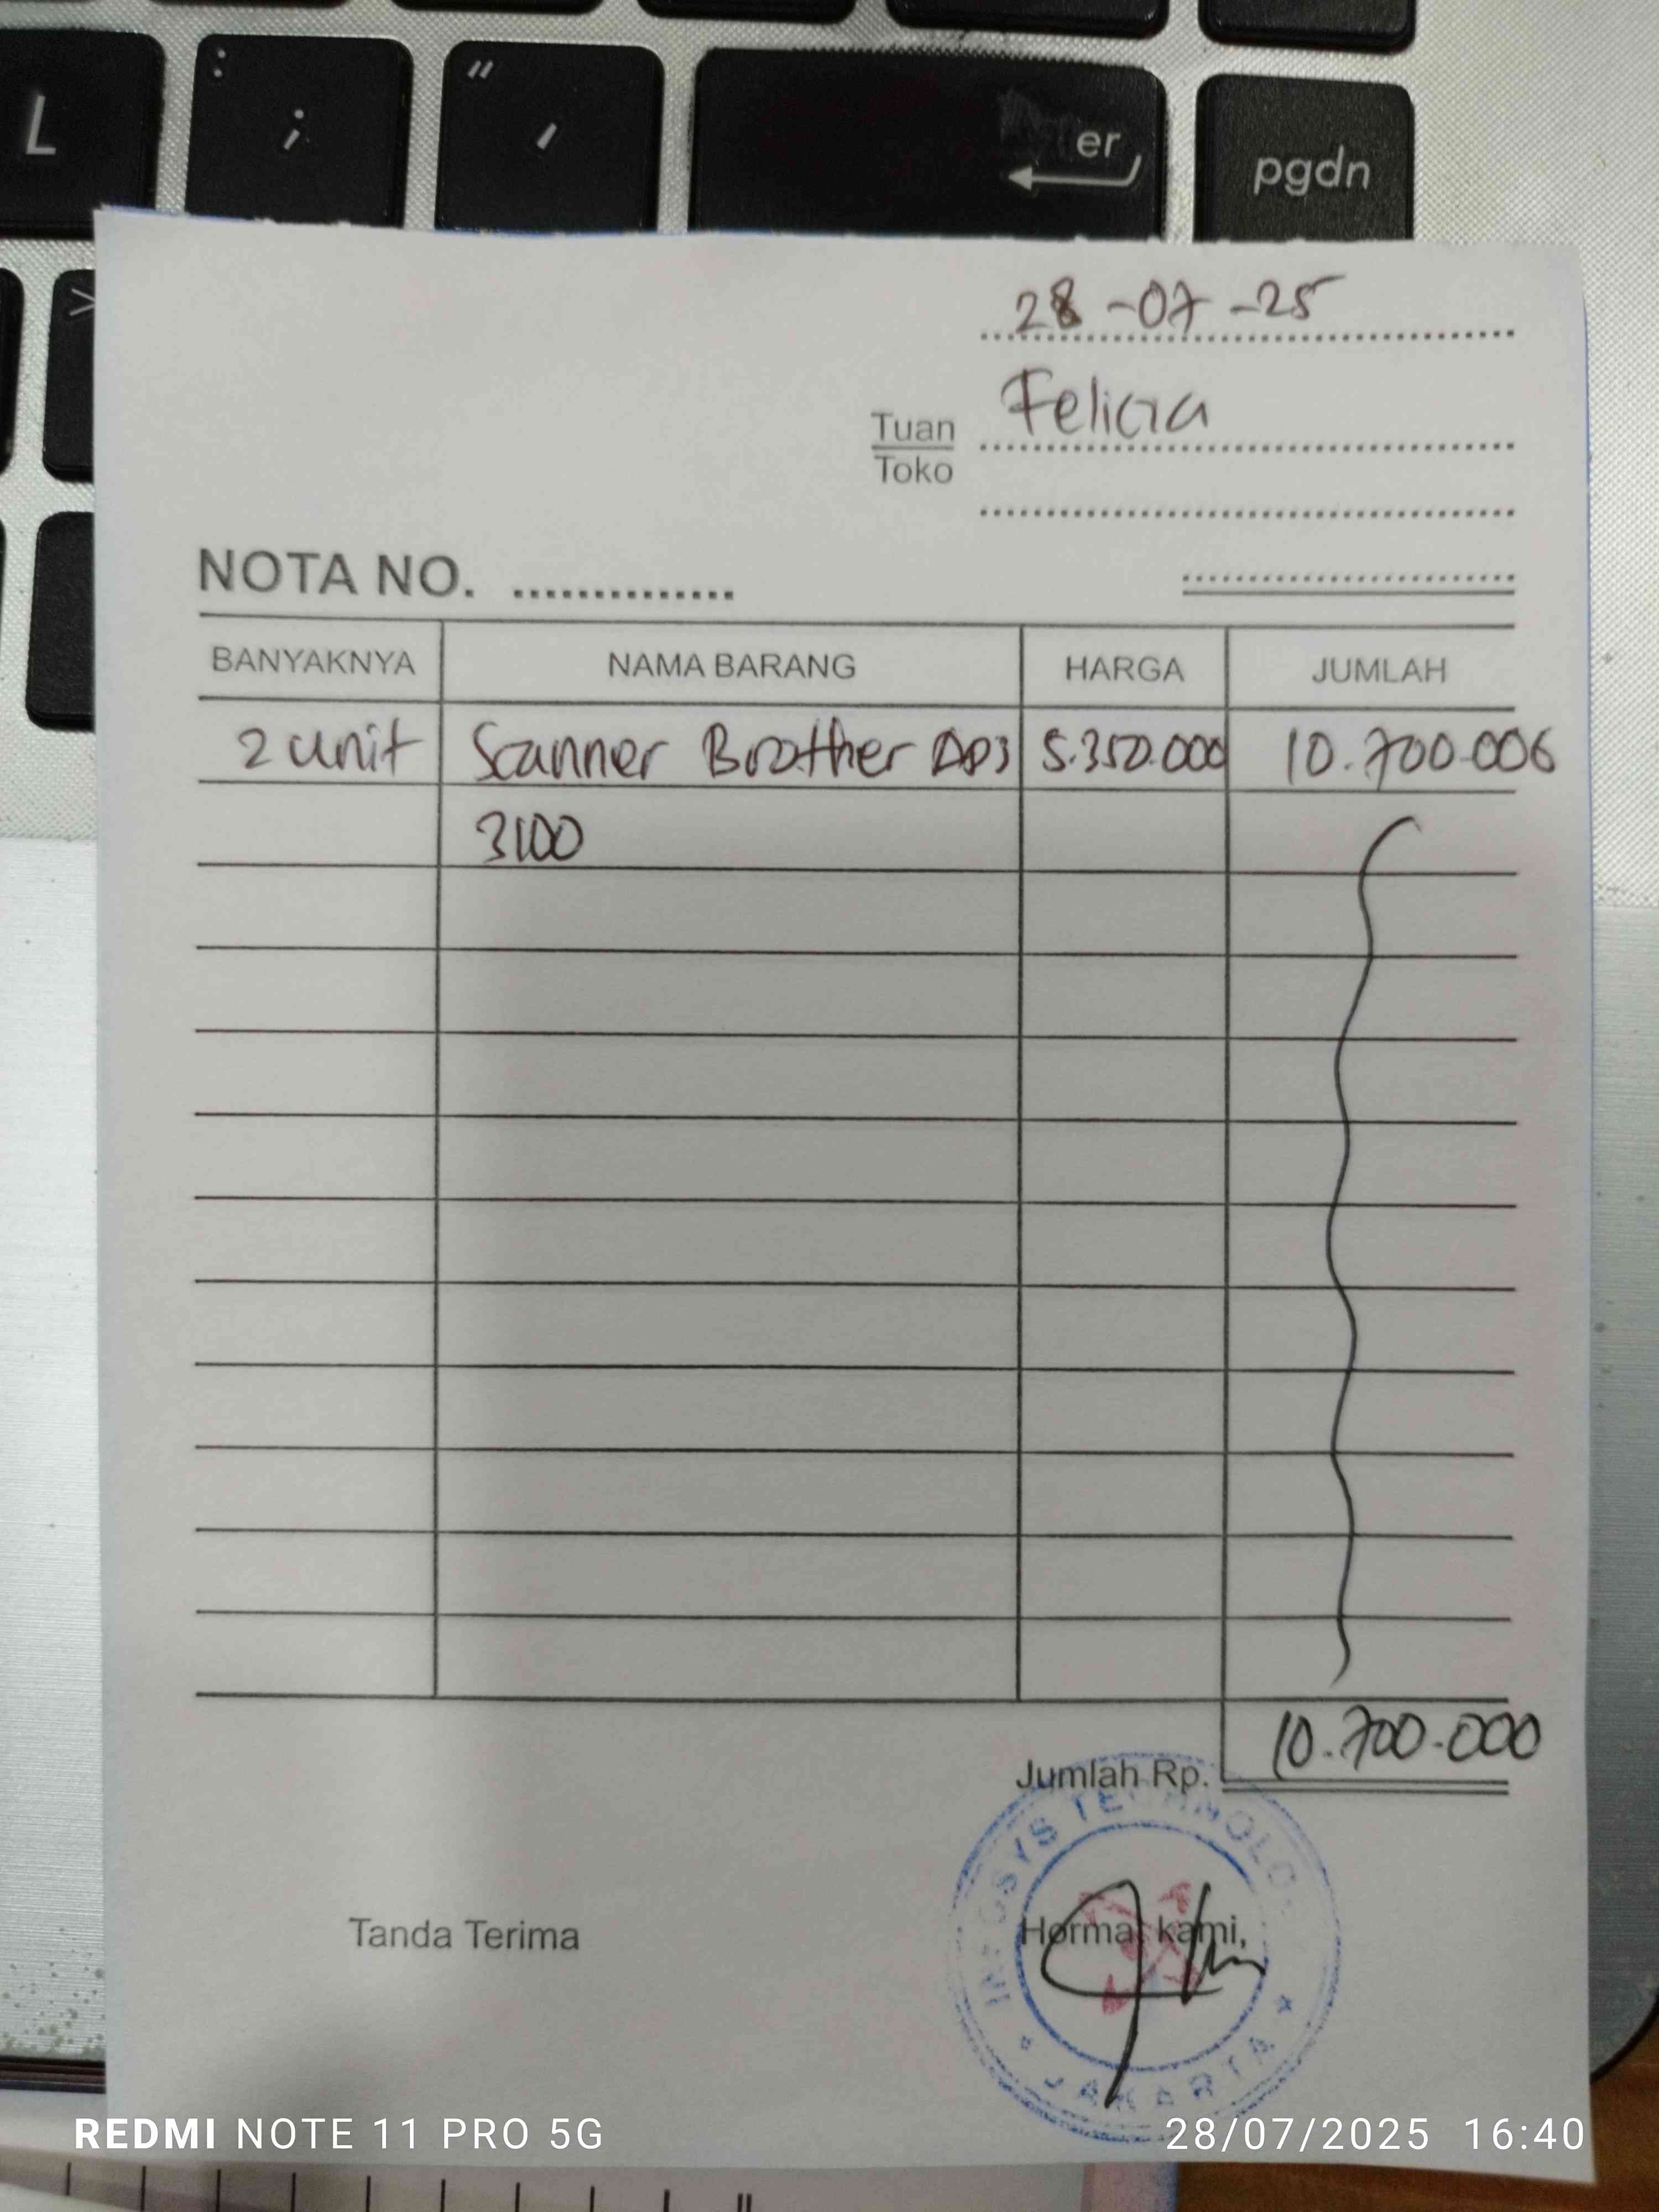 L
:
;
"
'
er
pgdn
>
28-07-25
Tuan
Felicia
Toko
NOTA NO. ..............
BANYAKNYA NAMA BARANG HARGA JUMLAH
2 unit Scanner Brother 5.350.000 10.700.000
3100
10.700.000
Jumlah Rp.
Tanda Terima
Hormat kami,
JAKARTA
REDMI NOTE 11 PRO 5G
28/07/2025 16:40